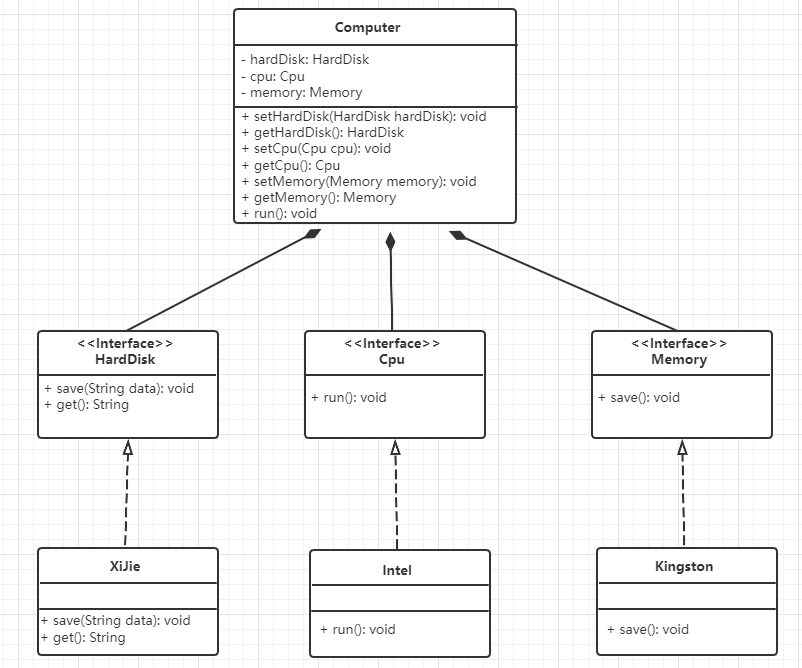 Computer
- hardDisk: HardDisk
- cpu: Cpu
- memory: Memory
+ setHardDisk(HardDisk hardDisk): void
+ getHardDisk(): HardDisk
+ setCpu(Cpu cpu): void
+ getCpu(): Cpu
+ setMemory(Memory memory): void
+ getMemory(): Memory
+ run(): void
<<Interface>>
HardDisk
+ save(String data): void
+ get(): String
<<Interface>>
Cpu
+ run(): void
<<Interface>>
Memory
+ save(): void
XiJie
+ save(String data): void
+ get(): String
Intel
+ run(): void
Kingston
+ save(): void